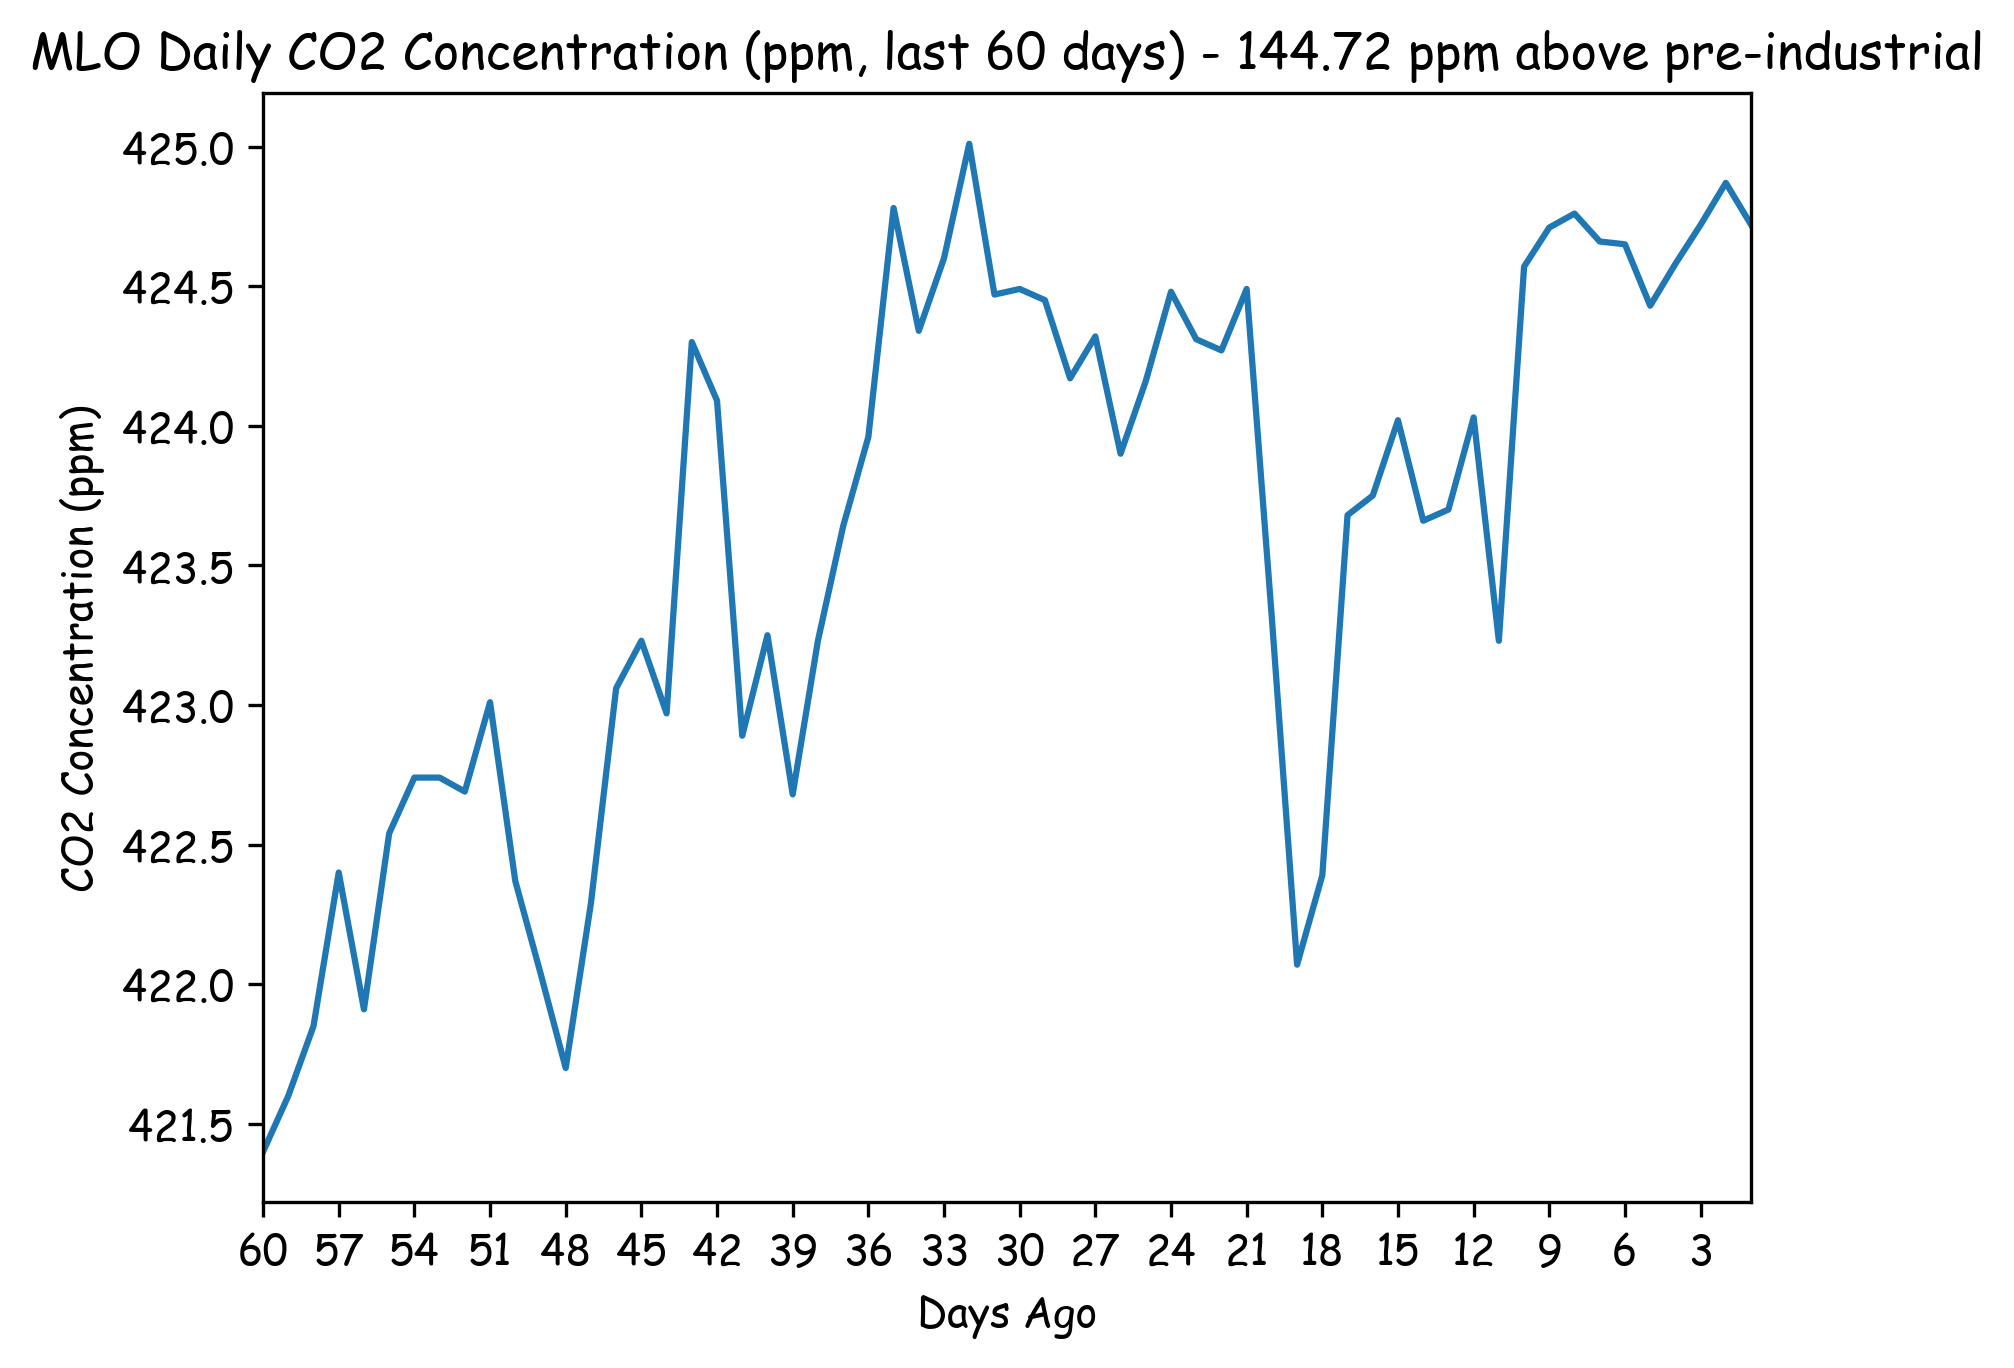 MLO Daily CO2 Concentration (ppm, last 60 days) - 144.72 ppm above pre-industrial
425.0
424.5
424.0
423.5
423.0
422.5
422.0
421.5
CO2 Concentration (ppm)
60 57 54 51 48 45 42 39 36 33 30 27 24 21 18 15 12 9 6 3
Days Ago